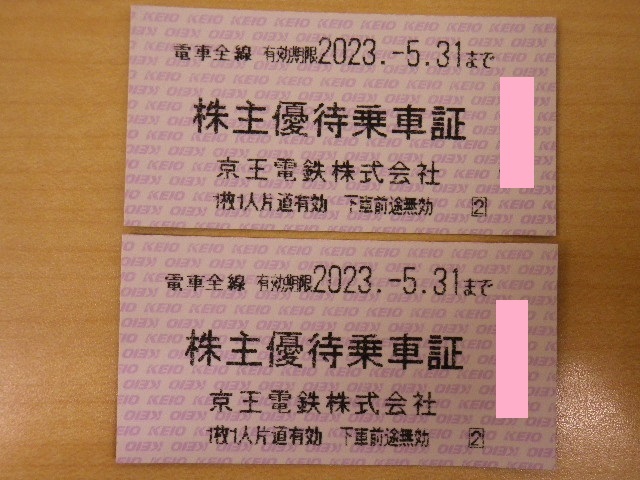 電車全線 有効期限2023.-5.31まで
株主優待乗車証
京王電鉄株式会社
1枚1人片道有効 下車前途無効 2
電車全線 有効期限2023.-5.31まで
株主優待乗車証
京王電鉄株式会社
1枚1人片道有効 下車前途無効 2